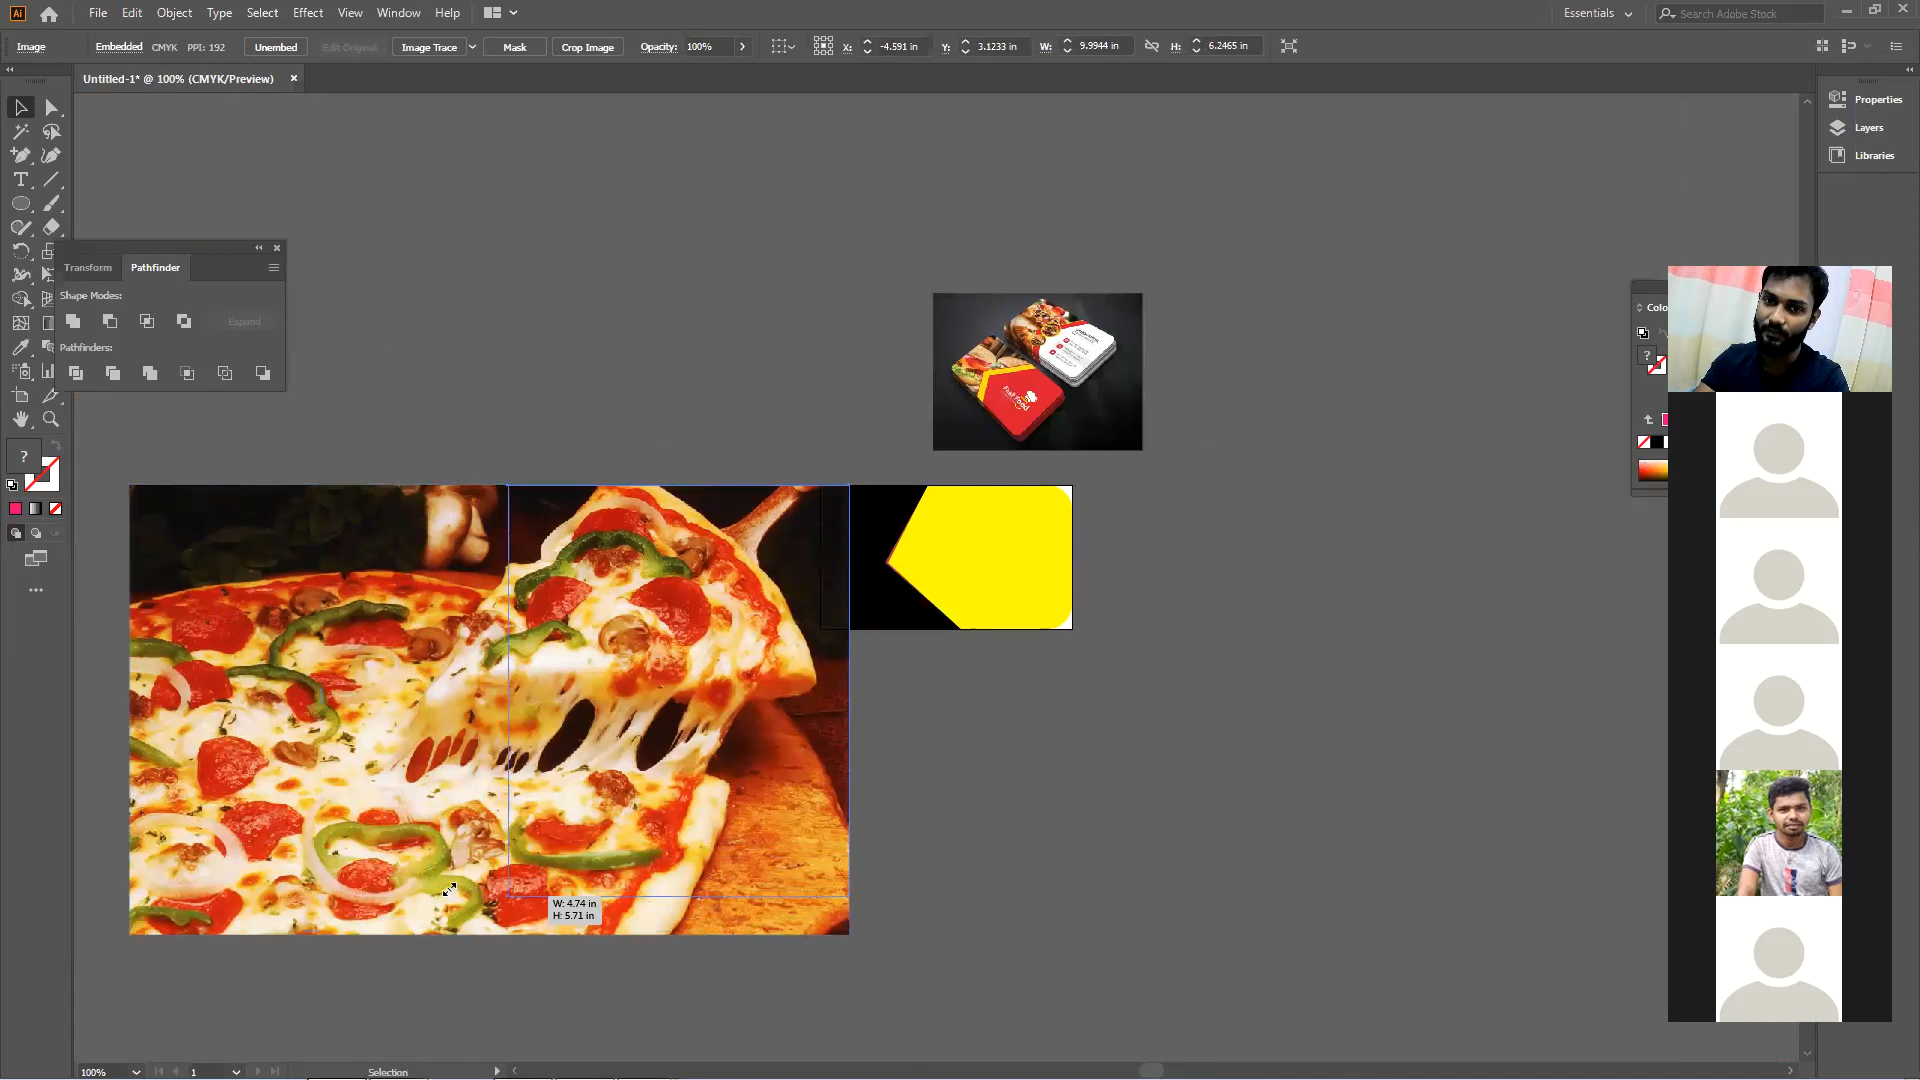 Ai File Edit Object Type Select Effect View Window Help Essentials Search Adobe Stock
Image Embedded CMYK PPI: 192 Unembed Edit Original Image Trace Mask Crop Image Opacity: 100% X: -4.591 in Y: 3.1233 in W: 9.9944 in H: 6.2465 in
Untitled-1* @ 100% (CMYK/Preview)
Properties
Layers
Libraries
Transform Pathfinder
Shape Modes:
Expand
Pathfinders:
Colo
?
?
Fast Food
W: 4.74 in
H: 5.71 in
100% 1 Selection